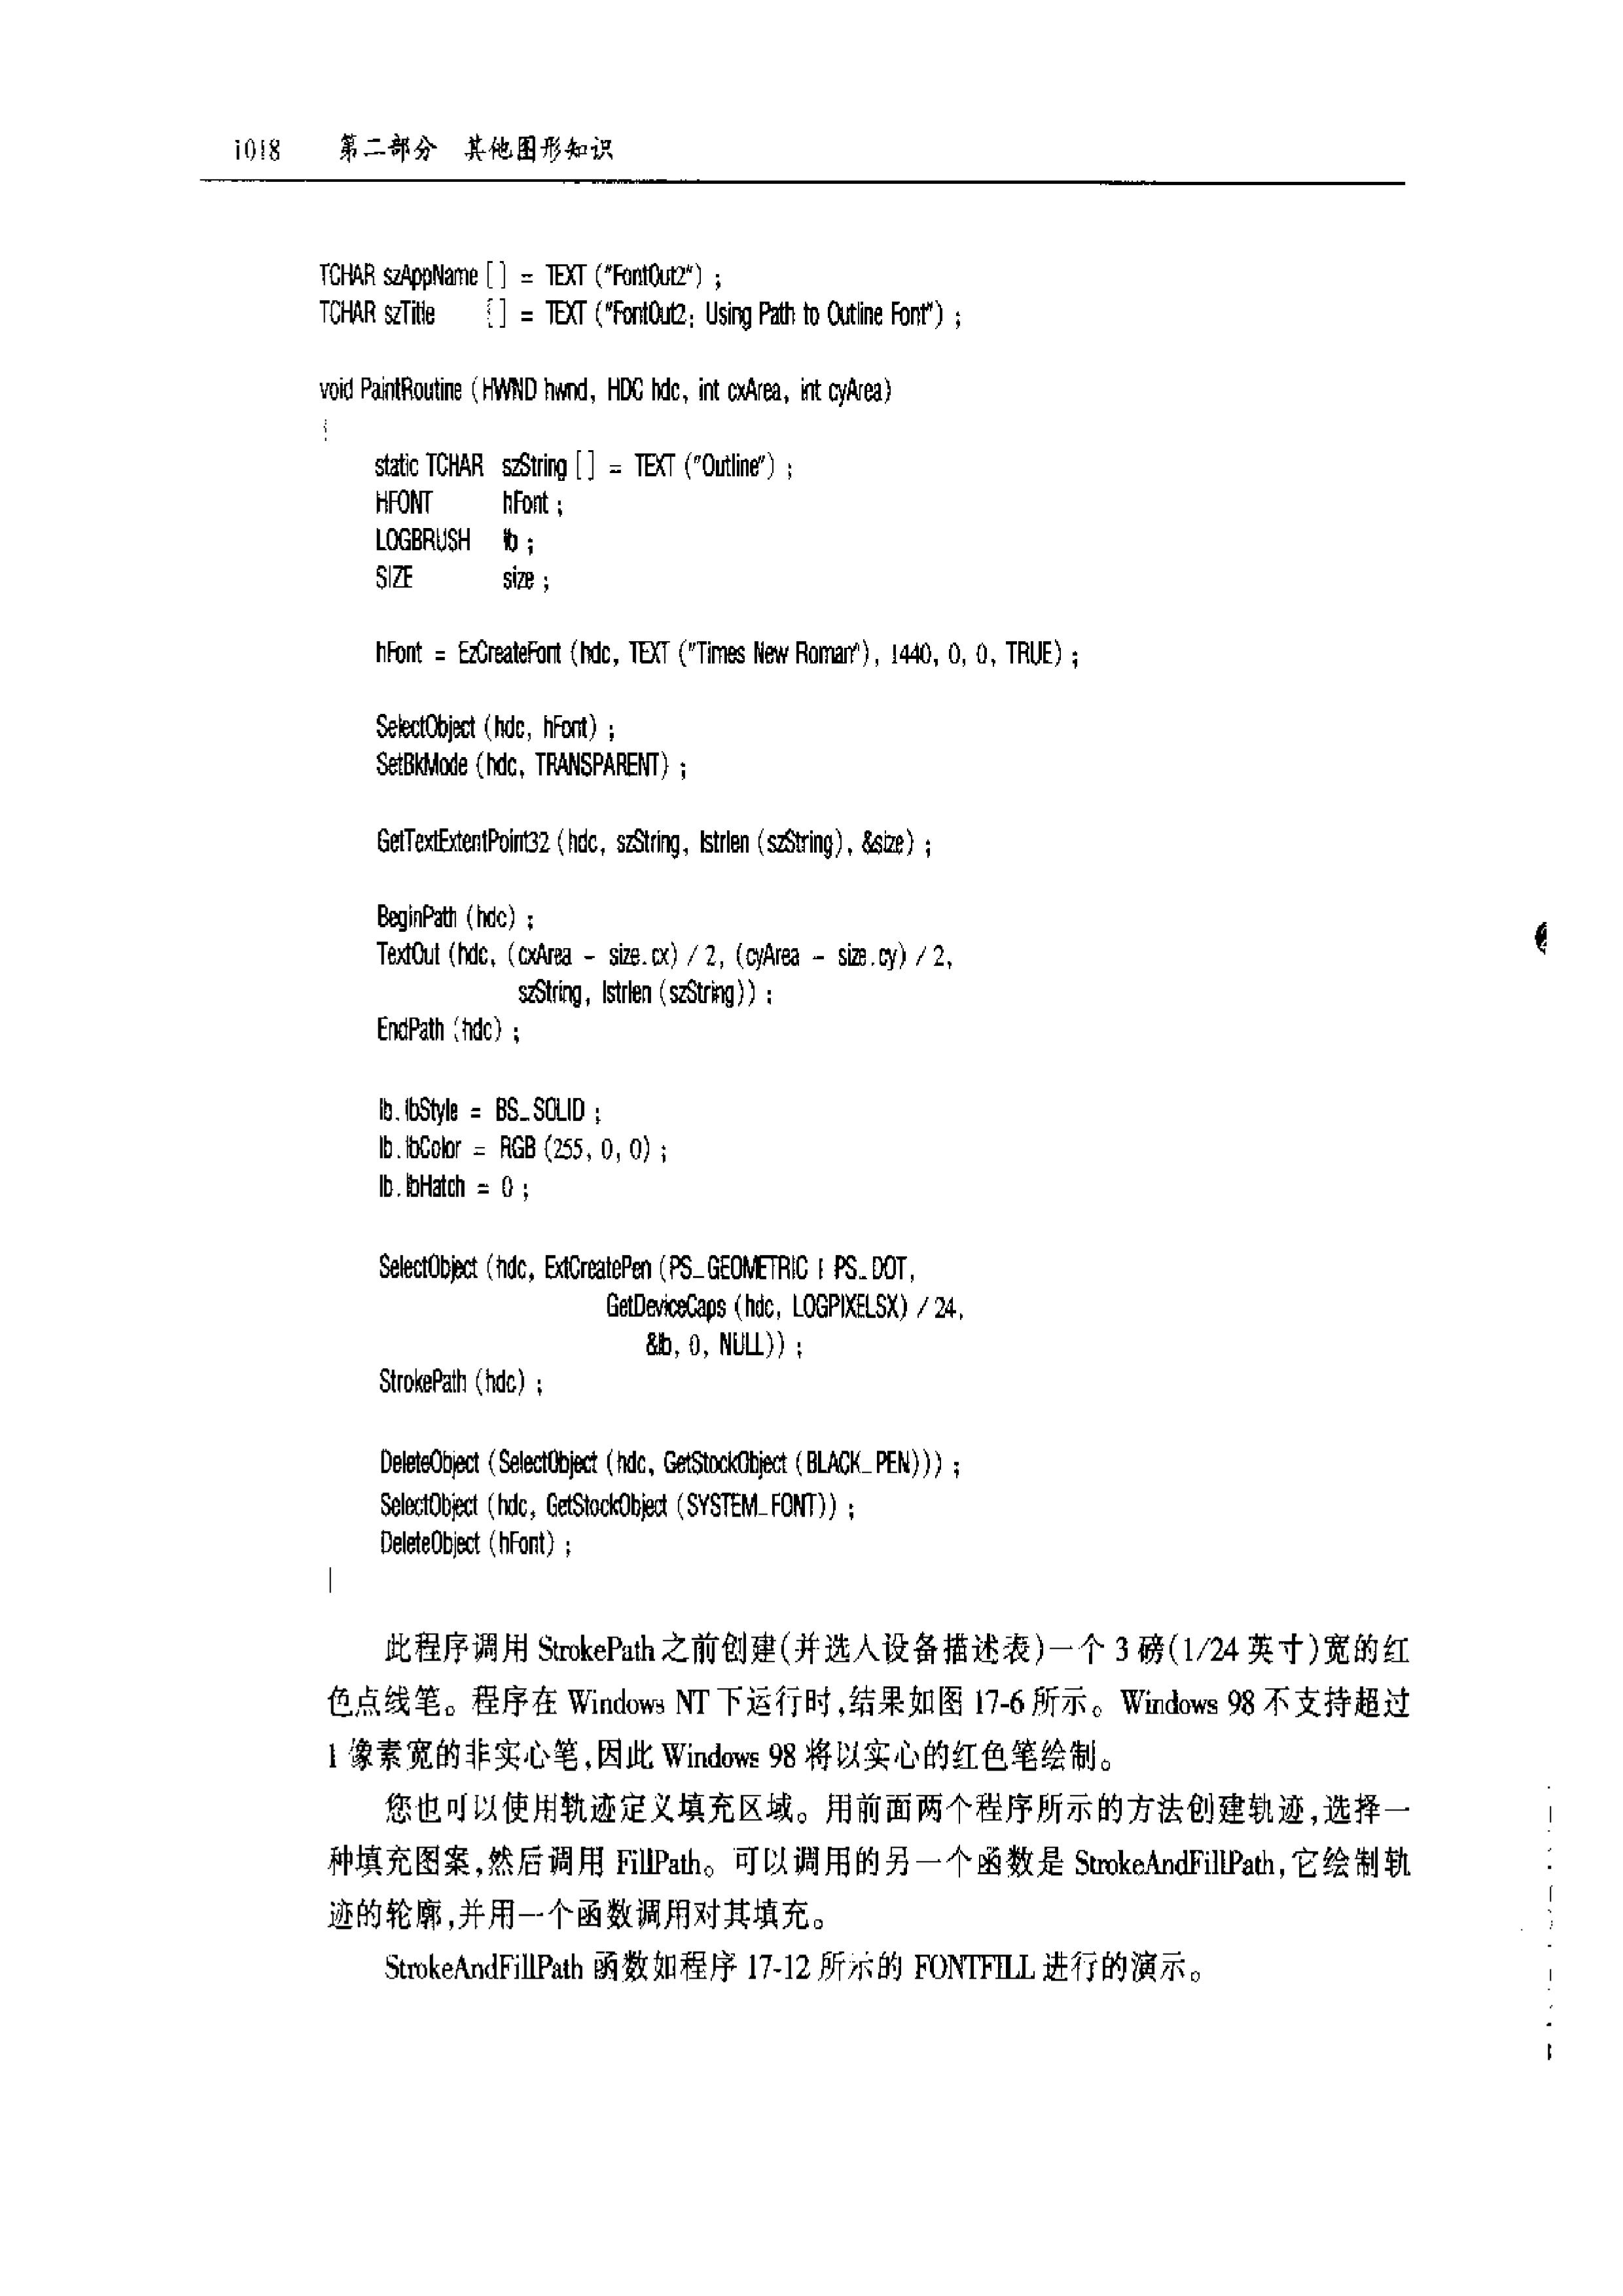 1018 第二部分 其他图形知识
TCHAR szAppName [ ] = TEXT ("FontOut2") ;
TCHAR szTitle [ ] = TEXT ("FontOut2: Using Path to Outline Font") ;
void PaintRoutine (HWND hwnd, HDC hdc, int cxArea, int cyArea)
{
static TCHAR szString [ ] = TEXT ("Outline") ;
HFONT hFont ;
LOGBRUSH lb ;
SIZE size ;
hFont = EzCreateFont (hdc, TEXT ("Times New Roman"), 1440, 0, 0, TRUE) ;
SelectObject (hdc, hFont) ;
SetBkMode (hdc, TRANSPARENT) ;
GetTextExtentPoint32 (hdc, szString, lstrlen (szString), &size) ;
BeginPath (hdc) ;
TextOut (hdc, (cxArea - size.cx) / 2, (cyArea - size.cy) / 2,
szString, lstrlen (szString)) ;
EndPath (hdc) ;
lb.lbStyle = BS_SOLID ;
lb.lbColor = RGB (255, 0, 0) ;
lb.lbHatch = 0 ;
SelectObject (hdc, ExtCreatePen (PS_GEOMETRIC | PS_DOT,
GetDeviceCaps (hdc, LOGPIXELSX) / 24,
&lb, 0, NULL)) ;
StrokePath (hdc) ;
DeleteObject (SelectObject (hdc, GetStockObject (BLACK_PEN))) ;
SelectObject (hdc, GetStockObject (SYSTEM_FONT)) ;
DeleteObject (hFont) ;
}
此程序调用 StrokePath 之前创建(并选入设备描述表)一个 3 磅(1/24 英寸)宽的红
色点线笔。程序在 Windows NT 下运行时,结果如图 17-6 所示。Windows 98 不支持超过
1 像素宽的非实心笔,因此 Windows 98 将以实心的红色笔绘制。
您也可以使用轨迹定义填充区域。用前面两个程序所示的方法创建轨迹,选择一
种填充图案,然后调用 FillPath。可以调用的另一个函数是 StrokeAndFillPath,它绘制轨
迹的轮廓,并用一个函数调用对其填充。
StrokeAndFillPath 函数如程序 17-12 所示的 FONTFILL 进行的演示。